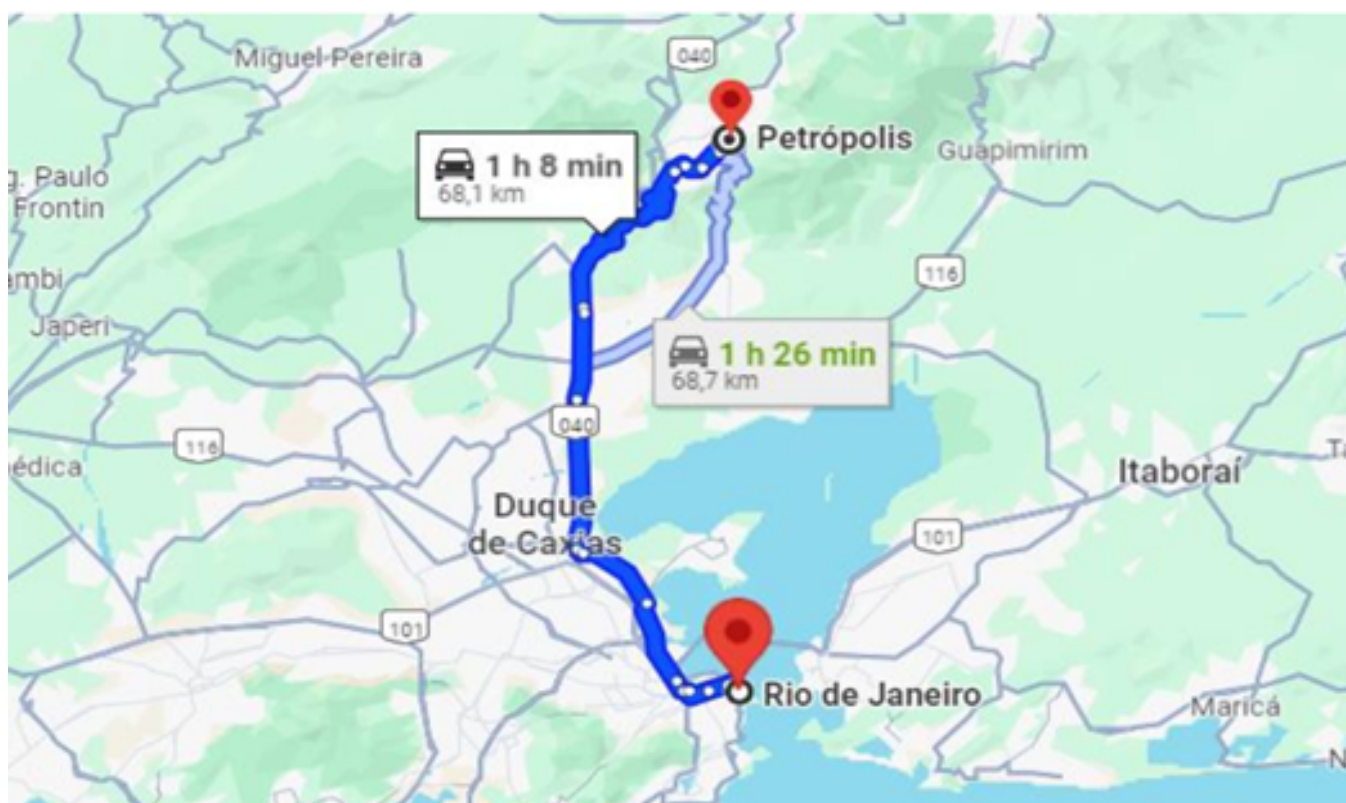 040
Miguel Pereira
1 h 8 min
68,1 km
Petrópolis
Guapimirim
g. Paulo
Frontin
ambi
116
Japeri
1 h 26 min
68,7 km
040
116
édica
Itaboraí
Duque
de Caxias
101
101
Rio de Janeiro
Maricá
N